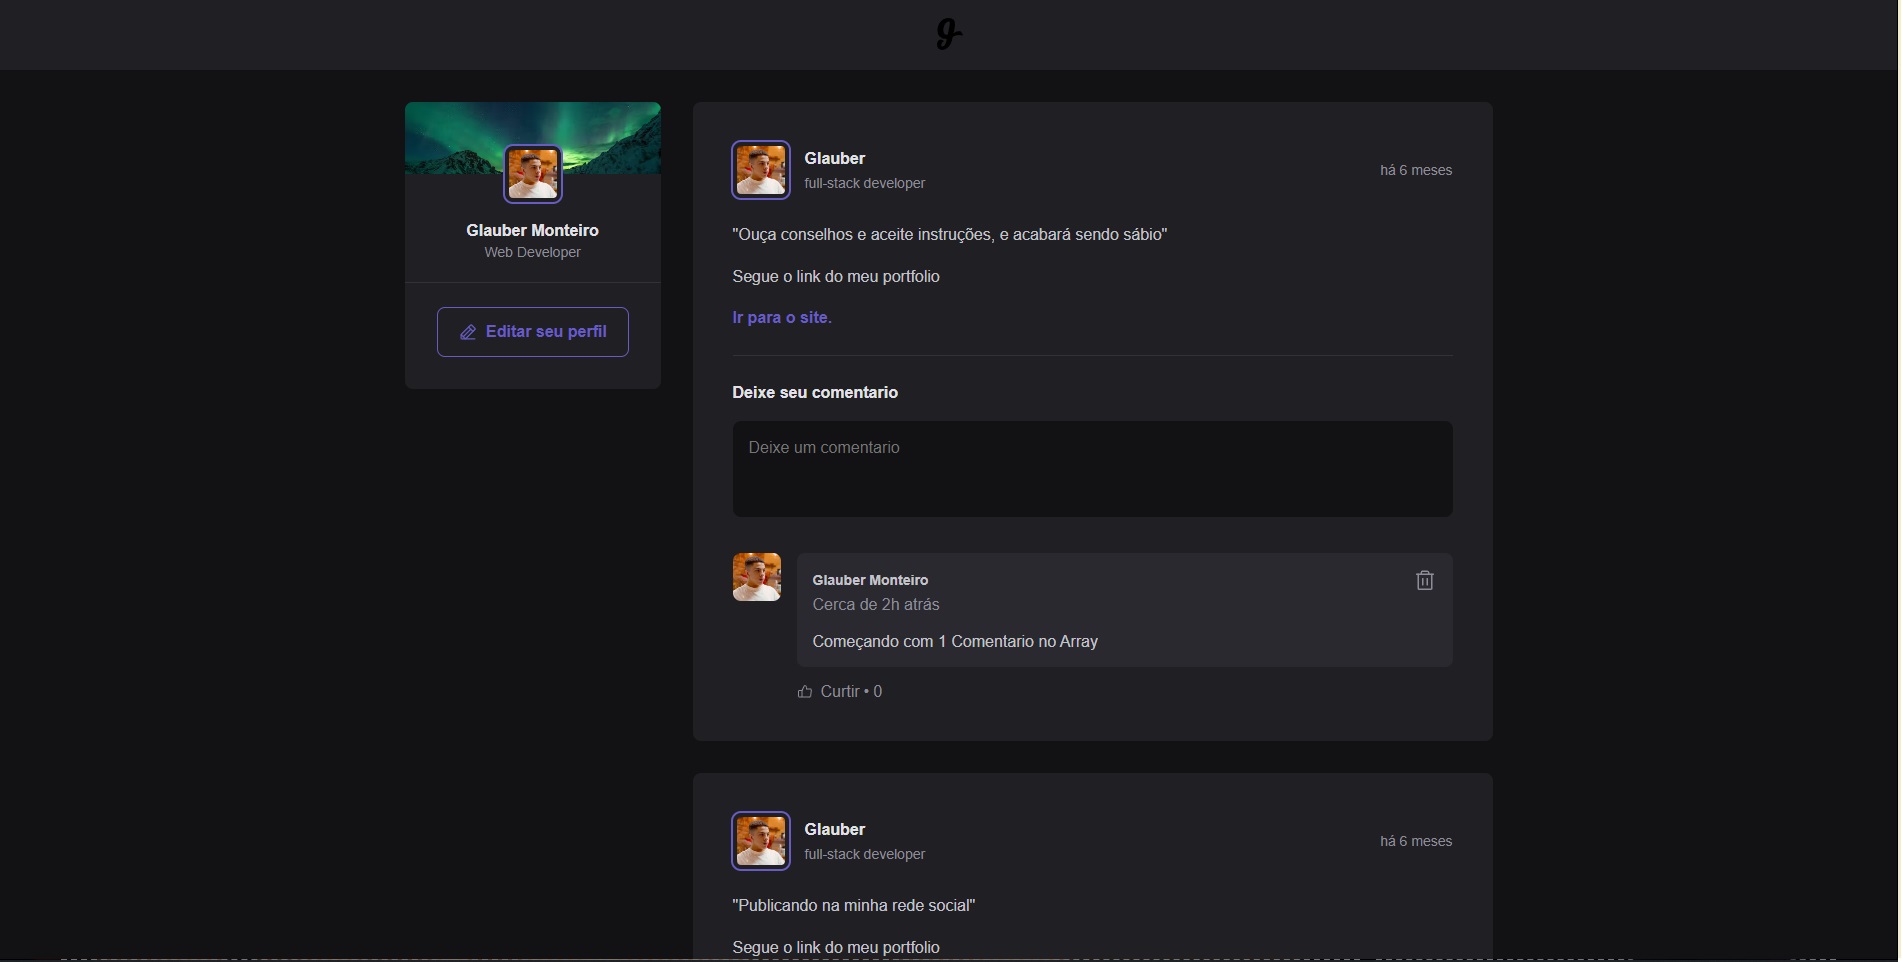 g
Glauber Monteiro
Web Developer
Editar seu perfil
Glauber
full-stack developer
há 6 meses
"Ouça conselhos e aceite instruções, e acabará sendo sábio"
Segue o link do meu portfolio
Ir para o site.
Deixe seu comentario
Deixe um comentario
Glauber Monteiro
Cerca de 2h atrás
Começando com 1 Comentario no Array
Curtir • 0
Glauber
full-stack developer
há 6 meses
"Publicando na minha rede social"
Segue o link do meu portfolio